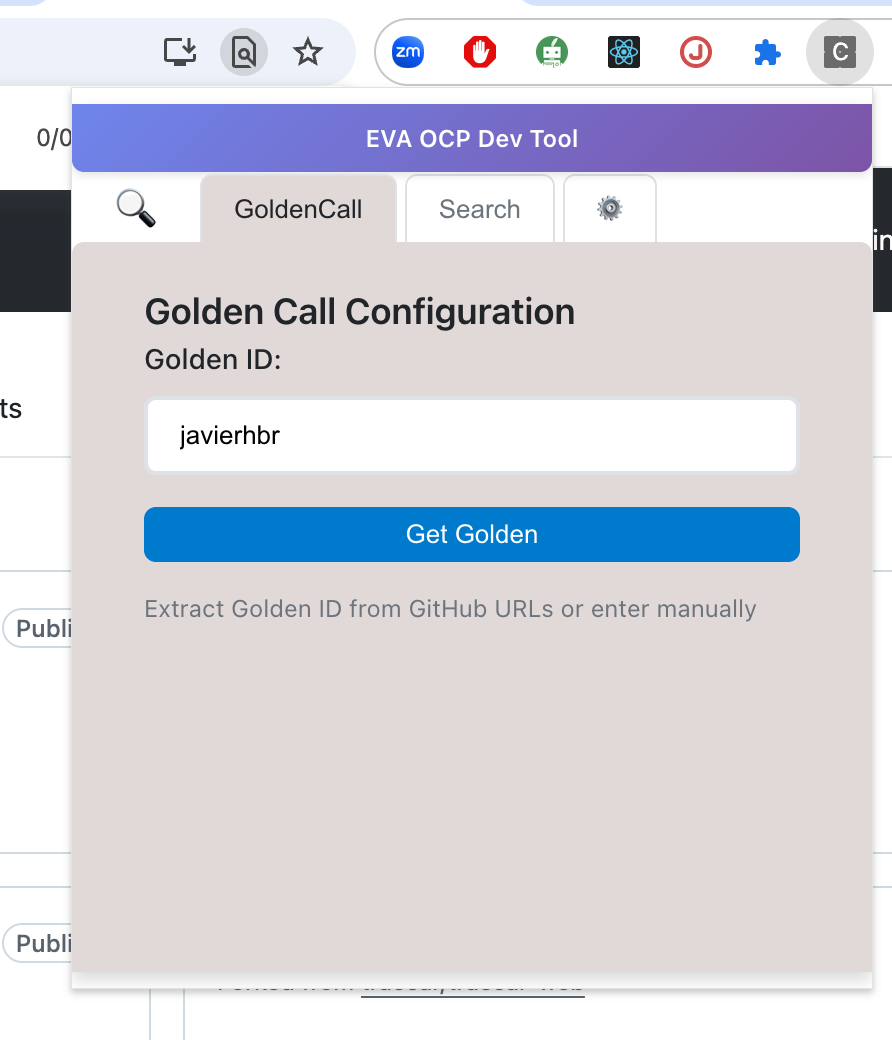 zm
J
C
0/0
EVA OCP Dev Tool
in
GoldenCall
Search
Golden Call Configuration
Golden ID:
ts
javierhbr
Get Golden
Extract Golden ID from GitHub URLs or enter manually
Publi
Publi